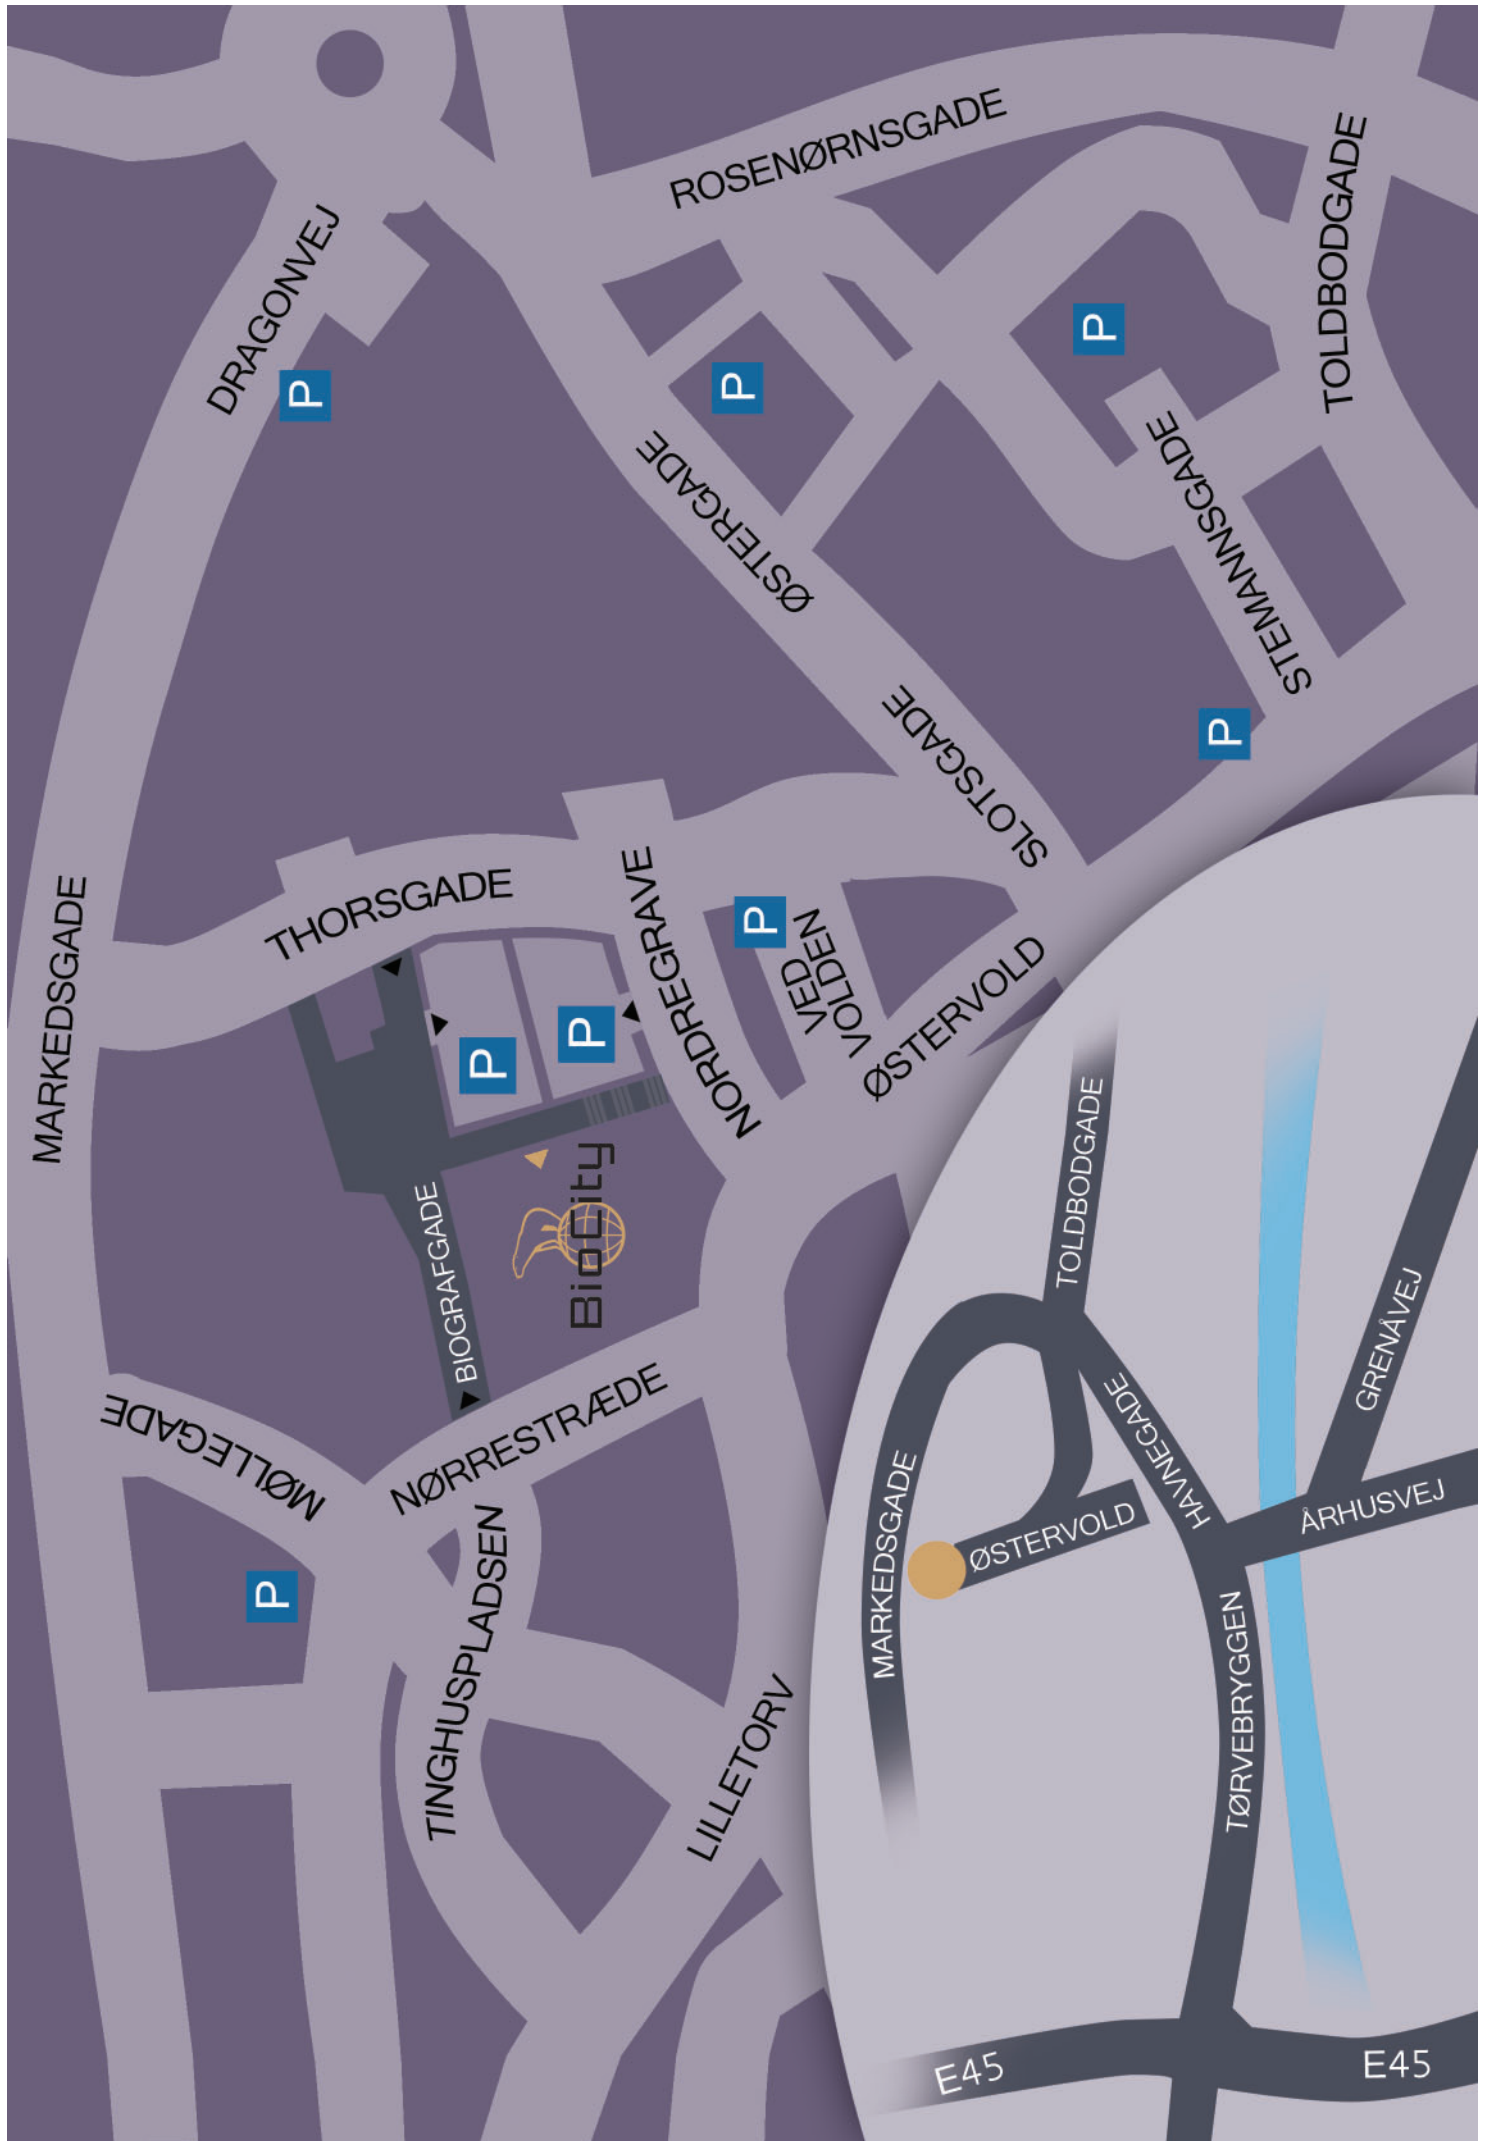 ROSENØRNSGADE
TOLDBODGADE
DRAGONVEJ
P
P
P
ØSTERGADE
STEMANNSGADE
SLOTSGADE
P
MARKEDSGADE
THORSGADE
NORDREGRAVE
P
VED
VOLDEN
ØSTERVOLD
P
P
BIOGRAFGADE
BioCity
MØLLEGADE
NØRRESTRÆDE
P
TINGHUSPLADSEN
LILLETORV
TOLDBODGADE
GRENÅVEJ
HAVNEGADE
MARKEDSGADE
ØSTERVOLD
ÅRHUSVEJ
TØRVEBRYGGEN
E45
E45